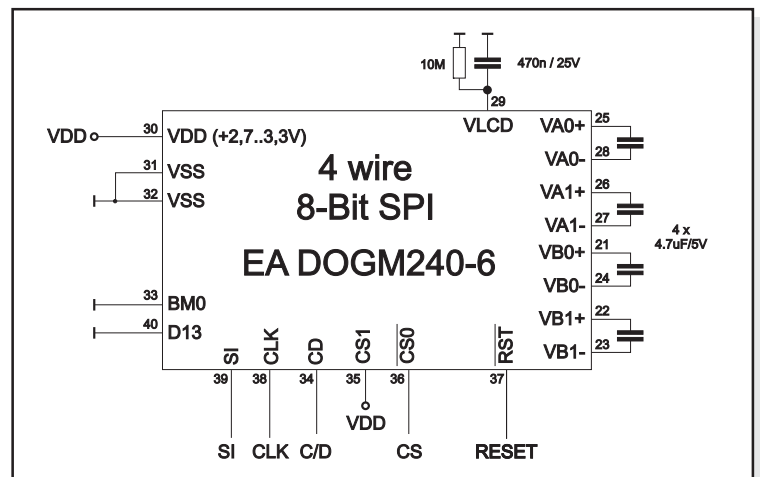 10M
470n / 25V
29
VLCD
VDD
30
VDD (+2,7..3,3V)
31
VSS
32
VSS
4 wire
8-Bit SPI
EA DOGM240-6
VA0+
25
VA0-
28
VA1+
26
VA1-
27
VB0+
21
VB0-
24
VB1+
22
VB1-
23
4 x
4.7uF/5V
33
BM0
40
D13
SI
CLK
CD
CS1
CS0
RST
39
38
34
35
36
37
VDD
SI
CLK
C/D
CS
RESET